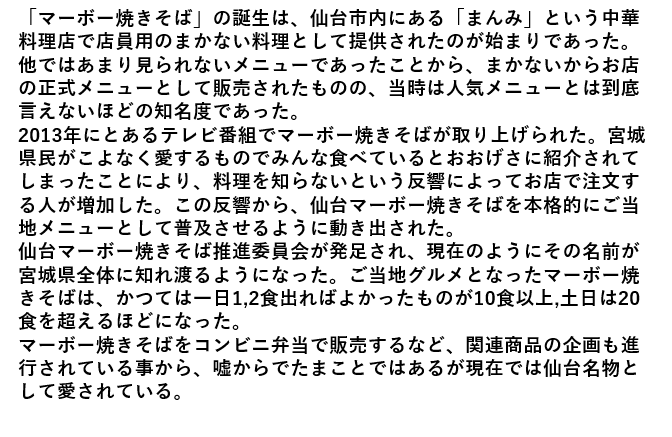 「マーボー焼きそば」の誕生は、仙台市内にある「まんみ」という中華
料理店で店員用のまかない料理として提供されたのが始まりであった。
他ではあまり見られないメニューであったことから、まかないからお店
の正式メニューとして販売されたものの、当時は人気メニューとは到底
言えないほどの知名度であった。
2013年にとあるテレビ番組でマーボー焼きそばが取り上げられた。宮城
県民がこよなく愛するものでみんな食べているとおおげさに紹介されて
しまったことにより、料理を知らないという反響によってお店で注文す
る人が増加した。この反響から、仙台マーボー焼きそばを本格的にご当
地メニューとして普及させるように動き出された。
仙台マーボー焼きそば推進委員会が発足され、現在のようにその名前が
宮城県全体に知れ渡るようになった。ご当地グルメとなったマーボー焼
きそばは、かつては一日1,2食出ればよかったものが10食以上,土日は20
食を超えるほどになった。
マーボー焼きそばをコンビニ弁当で販売するなど、関連商品の企画も進
行されている事から、嘘からでたまことではあるが現在では仙台名物と
して愛されている。